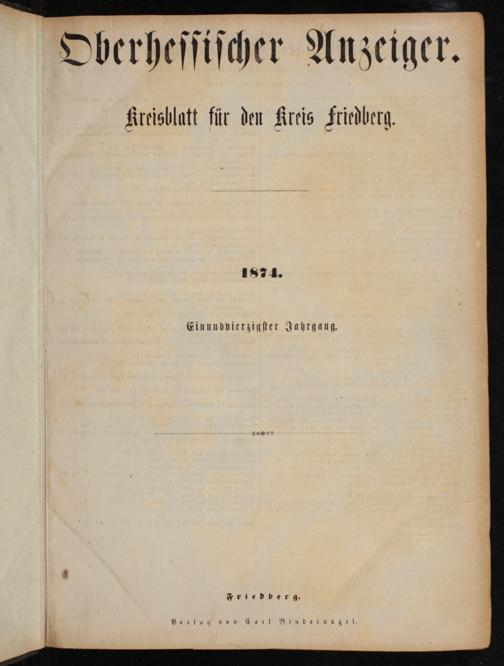 Oberhessischer Anzeiger.
Kreisblatt für den Kreis Friedberg.
1874.
Einundvierzigster Jahrgang.
Friedberg.
Verlag von Carl Bindernagel.